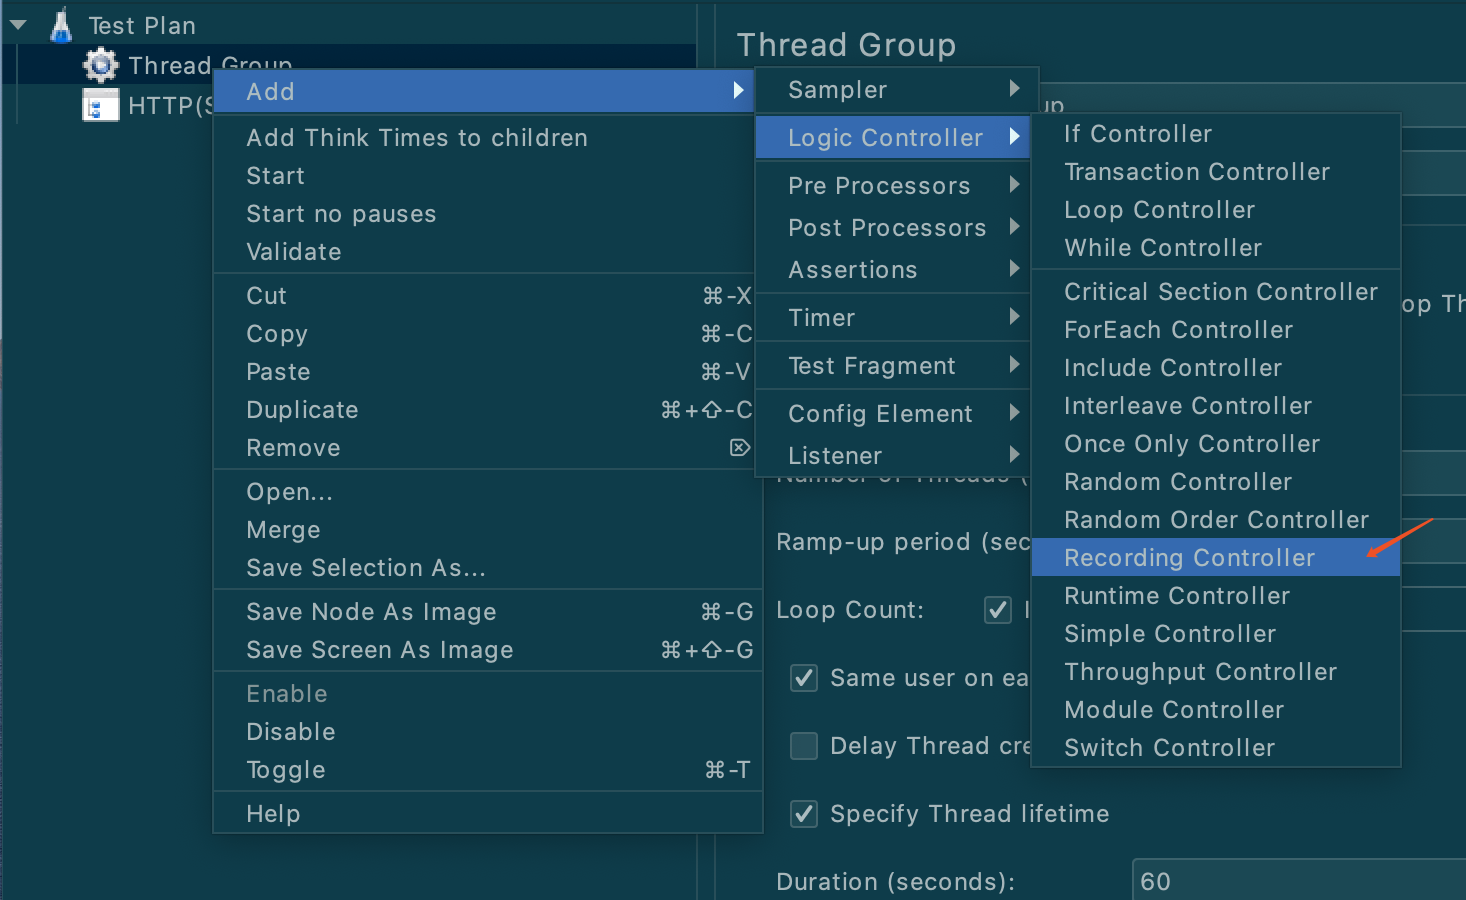 Test Plan
Thread Group
HTTP(S
Add
Add Think Times to children
Start
Start no pauses
Validate
Cut ⌘-X
Copy ⌘-C
Paste ⌘-V
Duplicate ⌘+⇧-C
Remove ⌦
Open...
Merge
Save Selection As...
Save Node As Image ⌘-G
Save Screen As Image ⌘+⇧-G
Enable
Disable
Toggle ⌘-T
Help
Thread Group
Sampler
Logic Controller
Pre Processors
Post Processors
Assertions
Timer
Test Fragment
Config Element
Listener
up
If Controller
Transaction Controller
Loop Controller
While Controller
Critical Section Controller
ForEach Controller
Include Controller
Interleave Controller
Once Only Controller
Random Controller
Random Order Controller
Recording Controller
Runtime Controller
Simple Controller
Throughput Controller
Module Controller
Switch Controller
op Th
Number of Threads (
Ramp-up period (sec
Loop Count:
Same user on ea
Delay Thread cre
Specify Thread lifetime
Duration (seconds): 60